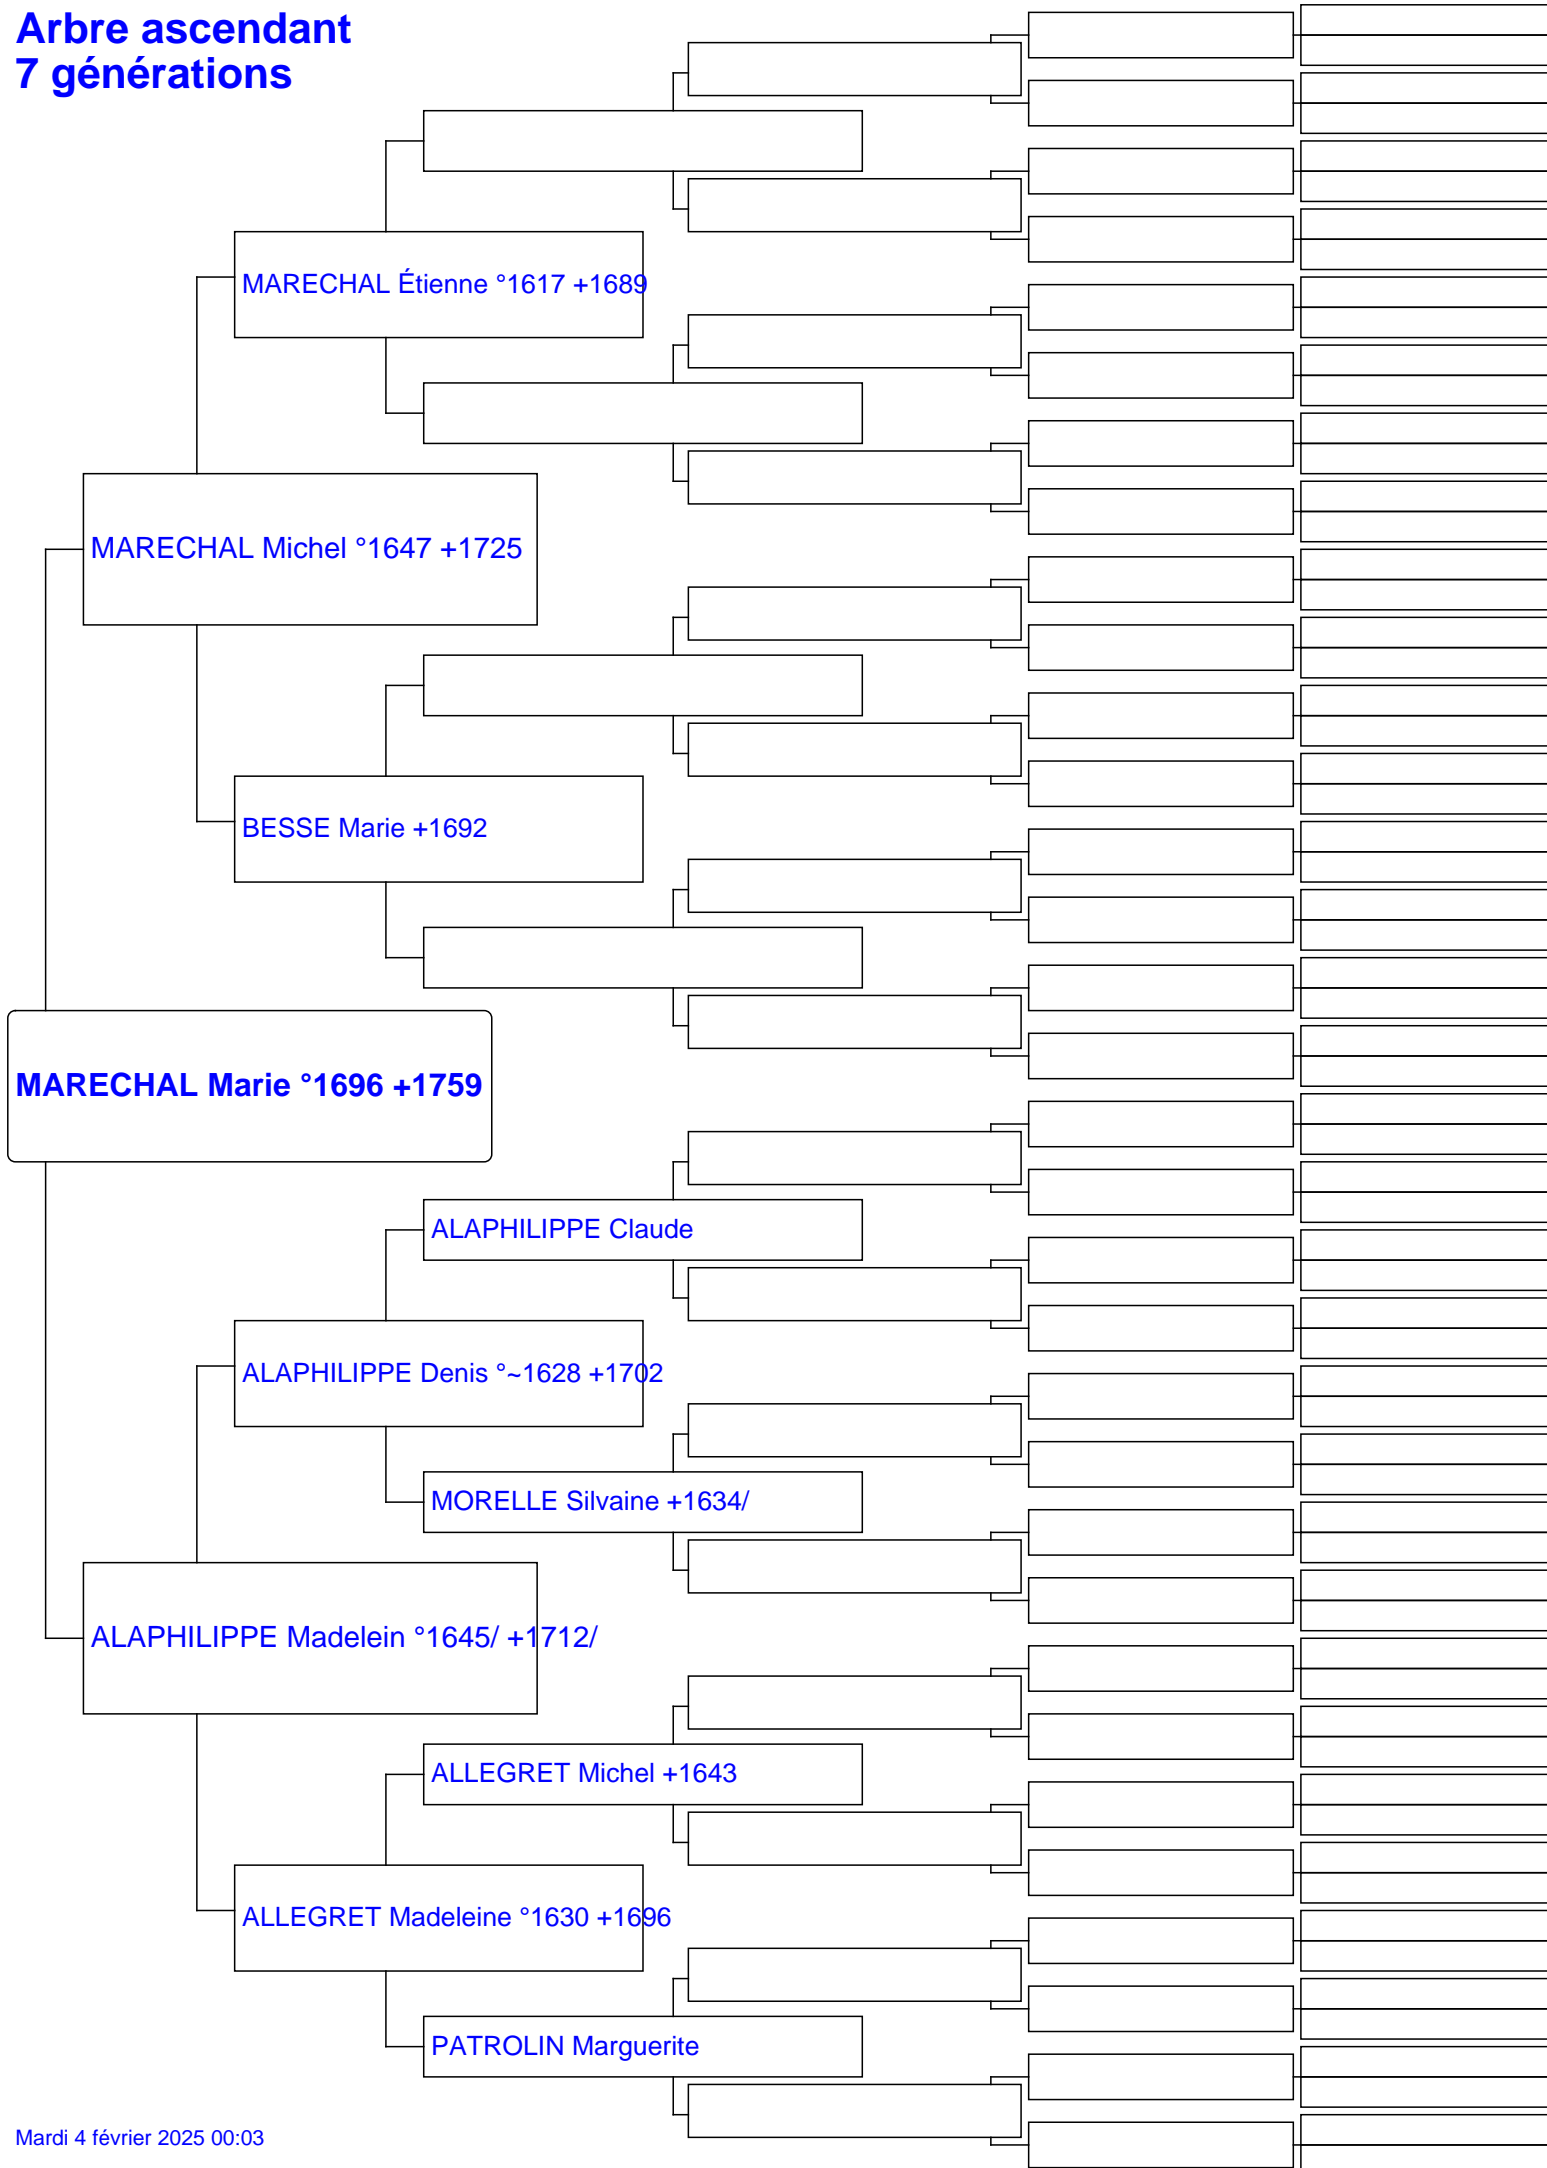 Arbre ascendant
7 générations
MARECHAL Étienne °1617 +1689
MARECHAL Michel °1647 +1725
BESSE Marie +1692
MARECHAL Marie °1696 +1759
ALAPHILIPPE Claude
ALAPHILIPPE Denis °~1628 +1702
MORELLE Silvaine +1634/
ALAPHILIPPE Madelein °1645/ +1712/
ALLEGRET Michel +1643
ALLEGRET Madeleine °1630 +1696
PATROLIN Marguerite
Mardi 4 février 2025 00:03